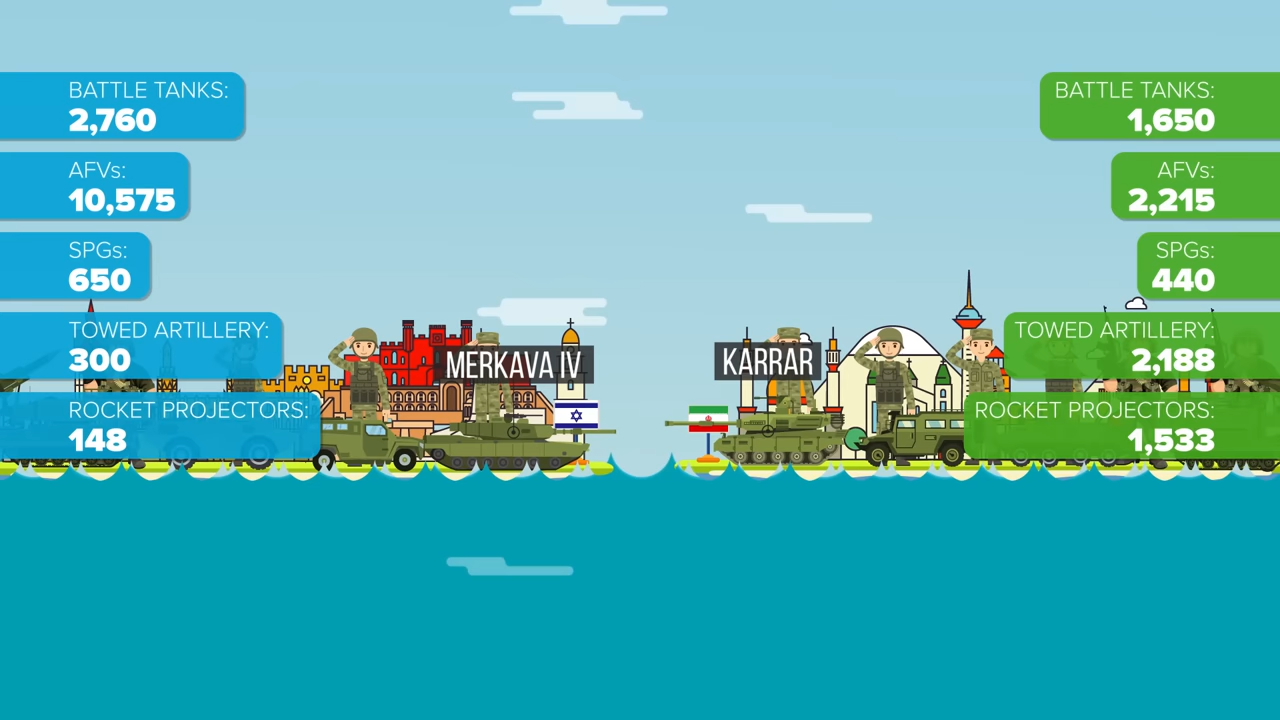 BATTLE TANKS:
2,760
AFVs:
10,575
SPGs:
650
TOWED ARTILLERY:
300
ROCKET PROJECTORS:
148
MERKAVA IV
KARRAR
BATTLE TANKS:
1,650
AFVs:
2,215
SPGs:
440
TOWED ARTILLERY:
2,188
ROCKET PROJECTORS:
1,533